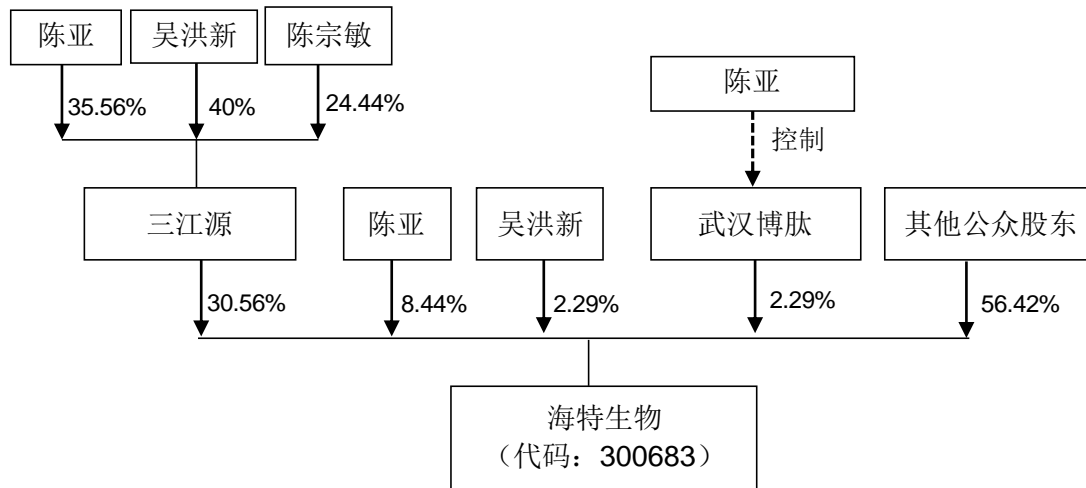 陈亚
吴洪新
陈宗敏
陈亚
35.56%
40%
24.44%
控制
三江源
陈亚
吴洪新
武汉博肽
其他公众股东
30.56%
8.44%
2.29%
2.29%
56.42%
海特生物
（代码：300683）